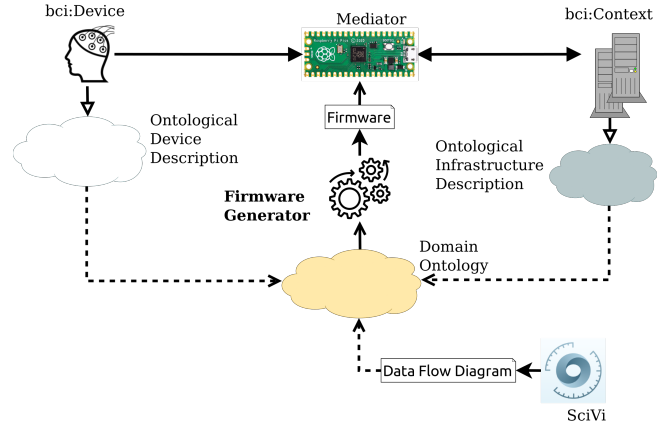 bci:Device
Mediator
bci:Context
Firmware
Ontological
Device
Description
Ontological
Infrastructure
Description
Firmware
Generator
Domain
Ontology
Data Flow Diagram
SciVi